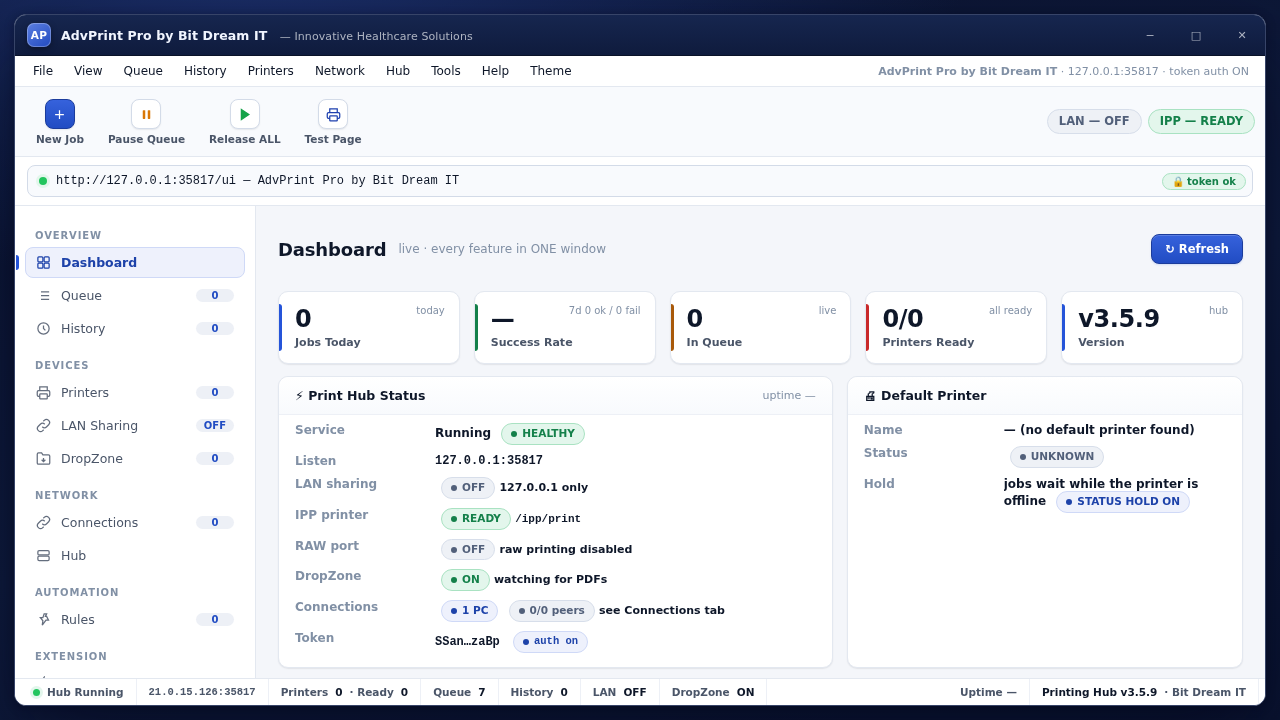 AP AdvPrint Pro by Bit Dream IT — Innovative Healthcare Solutions
File View Queue History Printers Network Hub Tools Help Theme AdvPrint Pro by Bit Dream IT · 127.0.0.1:35817 · token auth ON
New Job Pause Queue Release ALL Test Page LAN — OFF IPP — READY
http://127.0.0.1:35817/ui — AdvPrint Pro by Bit Dream IT 🔒 token ok
OVERVIEW
Dashboard
Queue 0
History 0
DEVICES
Printers 0
LAN Sharing OFF
DropZone 0
NETWORK
Connections 0
Hub
AUTOMATION
Rules 0
EXTENSION
Dashboard live · every feature in ONE window ↻ Refresh
0 today
Jobs Today
— 7d 0 ok / 0 fail
Success Rate
0 live
In Queue
0/0 all ready
Printers Ready
v3.5.9 hub
Version
⚡ Print Hub Status uptime —
Service Running HEALTHY
Listen 127.0.0.1:35817
LAN sharing OFF 127.0.0.1 only
IPP printer READY /ipp/print
RAW port OFF raw printing disabled
DropZone ON watching for PDFs
Connections 1 PC 0/0 peers see Connections tab
Token SSan…zaBp auth on
🖨 Default Printer
Name — (no default printer found)
Status UNKNOWN
Hold jobs wait while the printer is
offline STATUS HOLD ON
Hub Running 21.0.15.126:35817 Printers 0 · Ready 0 Queue 7 History 0 LAN OFF DropZone ON Uptime — Printing Hub v3.5.9 · Bit Dream IT